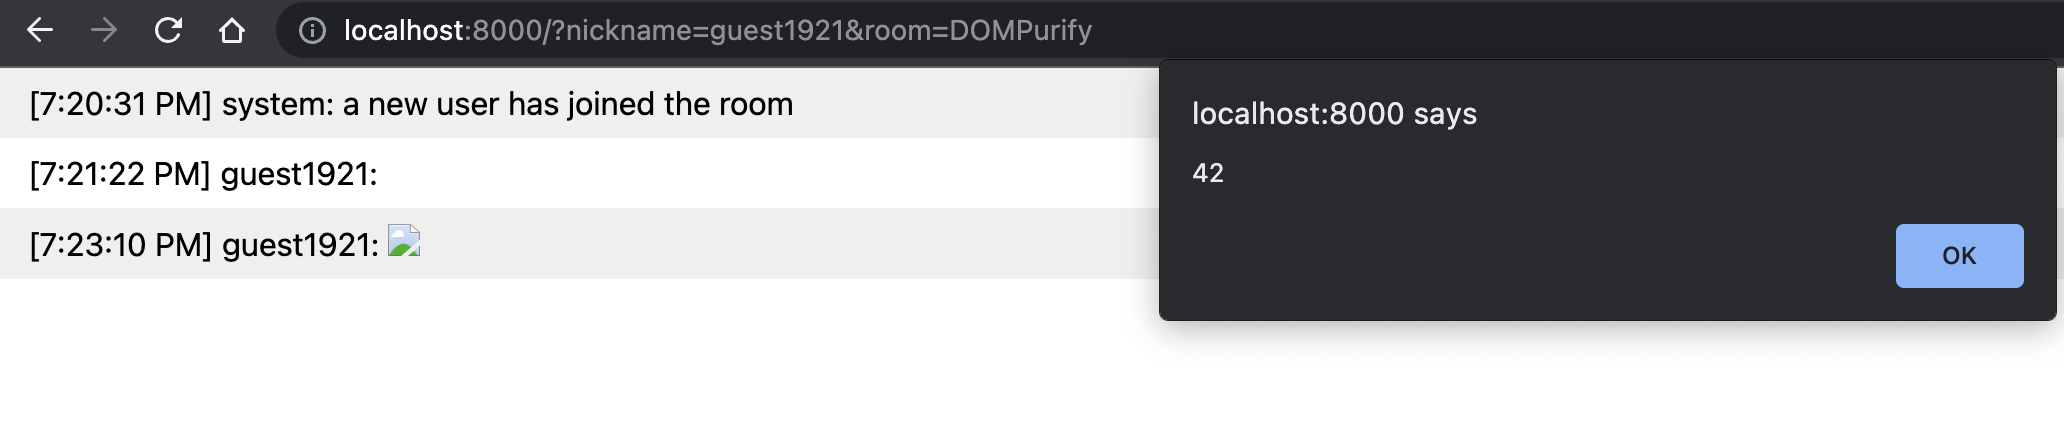 localhost:8000/?nickname=guest1921&room=DOMPurify
[7:20:31 PM] system: a new user has joined the room
[7:21:22 PM] guest1921:
[7:23:10 PM] guest1921:
localhost:8000 says
42
OK